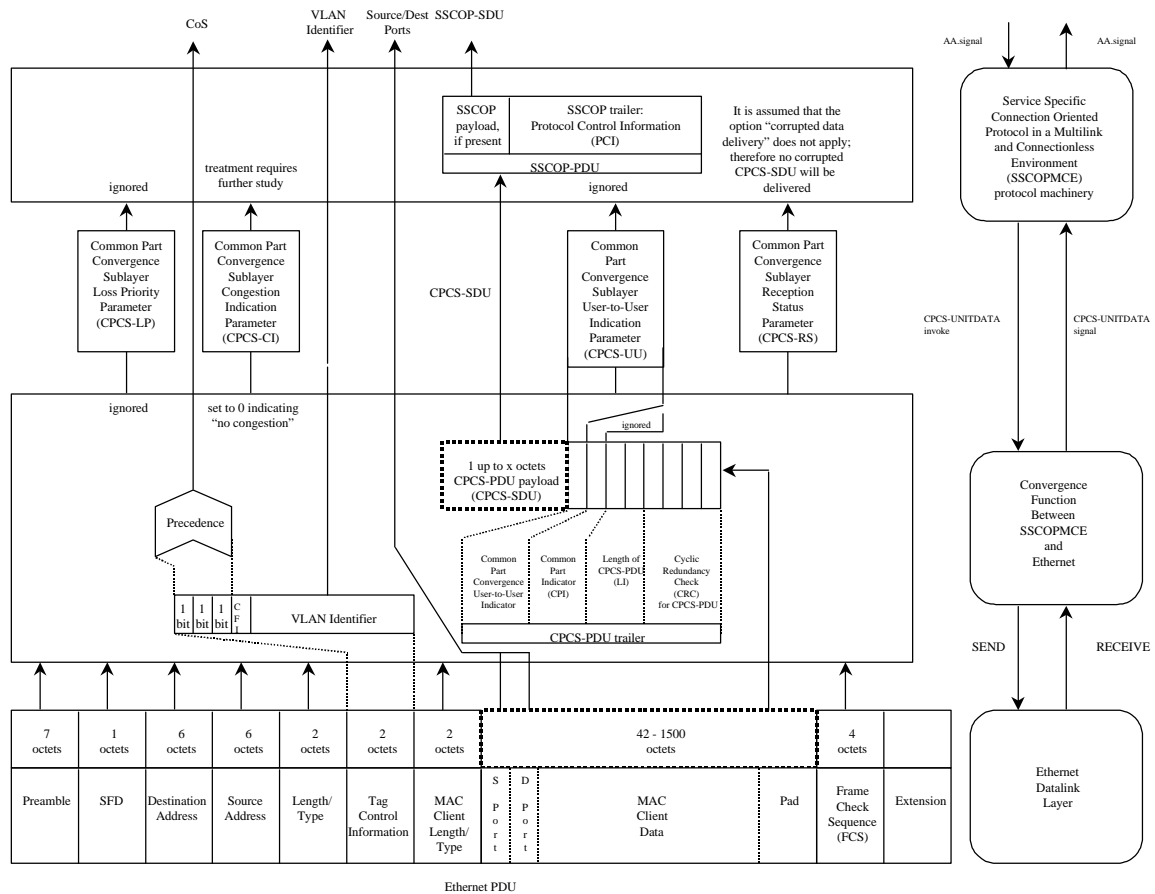 CoS
VLAN
Identifier
Source/Dest
Ports
SSCOP-SDU
AA.signal
AA.signal
SSCOP
payload,
if present
SSCOP trailer:
Protocol Control Information
(PCI)
SSCOP-PDU
It is assumed that the
option “corrupted data
delivery” does not apply;
therefore no corrupted
CPCS-SDU will be
delivered
Service Specific
Connection Oriented
Protocol in a Multilink
and Connectionless
Environment
(SSCOPMCE)
protocol machinery
ignored
treatment requires
further study
ignored
Common Part
Convergence
Sublayer
Loss Priority
Parameter
(CPCS-LP)
Common Part
Convergence
Sublayer
Congestion
Indication
Parameter
(CPCS-CI)
CPCS-SDU
Common
Part
Convergence
Sublayer
User-to-User
Indication
Parameter
(CPCS-UU)
Common Part
Convergence
Sublayer
Reception
Status
Parameter
(CPCS-RS)
CPCS-UNITDATA
invoke
CPCS-UNITDATA
signal
ignored
set to 0 indicating
“no congestion”
ignored
1 up to x octets
CPCS-PDU payload
(CPCS-SDU)
Convergence
Function
Between
SSCOPMCE
and
Ethernet
Precedence
Common
Part
Convergence
User-to-User
Indicator
Common
Part
Indicator
(CPI)
Length of
CPCS-PDU
(LI)
Cyclic
Redundancy
Check
(CRC)
for CPCS-PDU
1
bit
1
bit
1
bit
C
F
I
VLAN Identifier
CPCS-PDU trailer
SEND
RECEIVE
7
octets
1
octets
6
octets
6
octets
2
octets
2
octets
2
octets
42 - 1500
octets
4
octets
Preamble
SFD
Destination
Address
Source
Address
Length/
Type
Tag
Control
Information
MAC
Client
Length/
Type
S
P
o
r
t
D
P
o
r
t
MAC
Client
Data
Pad
Frame
Check
Sequence
(FCS)
Extension
Ethernet
Datalink
Layer
Ethernet PDU